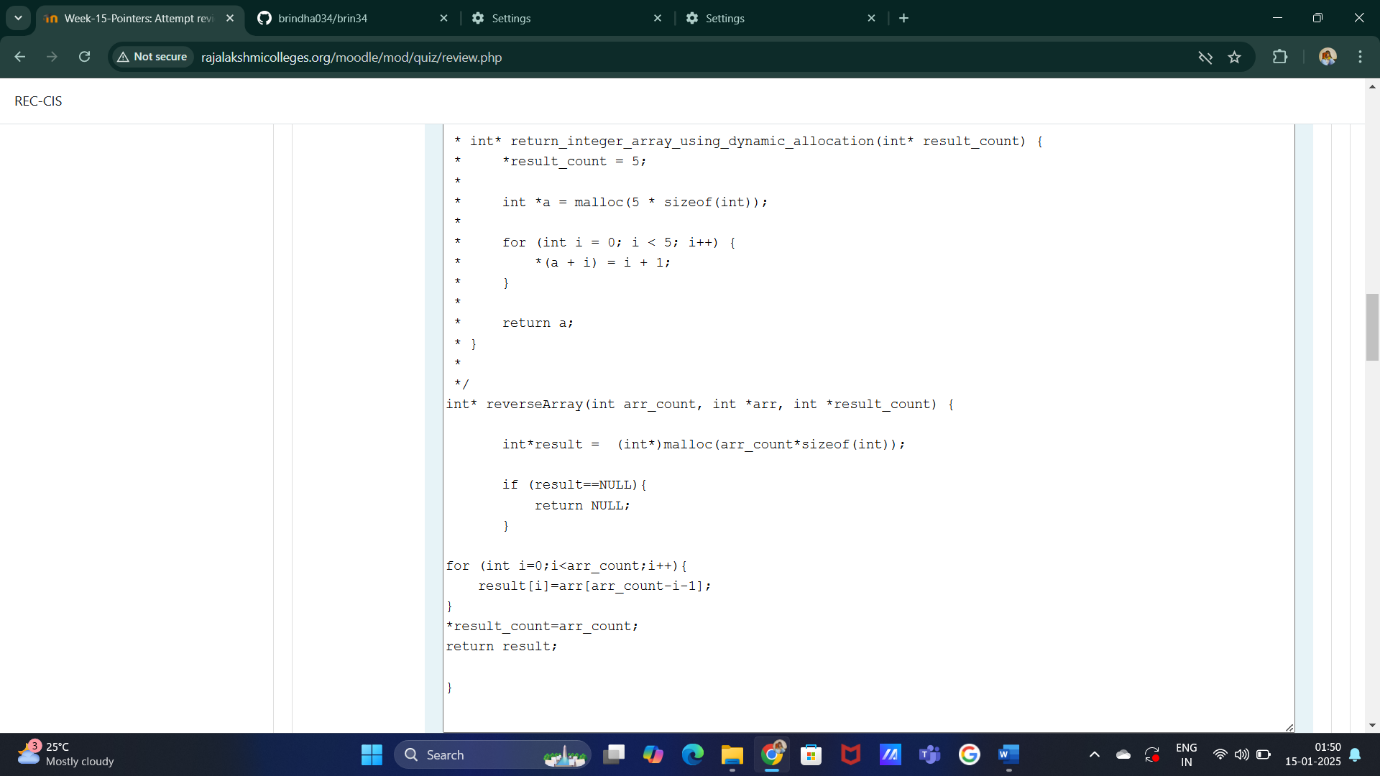 Week-15-Pointers: Attempt rev
brindha034/brin34
Settings
Settings
Not secure
rajalakshmicolleges.org/moodle/mod/quiz/review.php
REC-CIS
* int* return_integer_array_using_dynamic_allocation(int* result_count) {
*     *result_count = 5;
*
*     int *a = malloc(5 * sizeof(int));
*
*     for (int i = 0; i < 5; i++) {
*         *(a + i) = i + 1;
*     }
*
*     return a;
* }
*
*/
int* reverseArray(int arr_count, int *arr, int *result_count) {
int*result =  (int*)malloc(arr_count*sizeof(int));
if (result==NULL){
return NULL;
}
for (int i=0;i<arr_count;i++){
result[i]=arr[arr_count-i-1];
}
*result_count=arr_count;
return result;
}
3
25°C
Mostly cloudy
Search
ENG
IN
01:50
15-01-2025